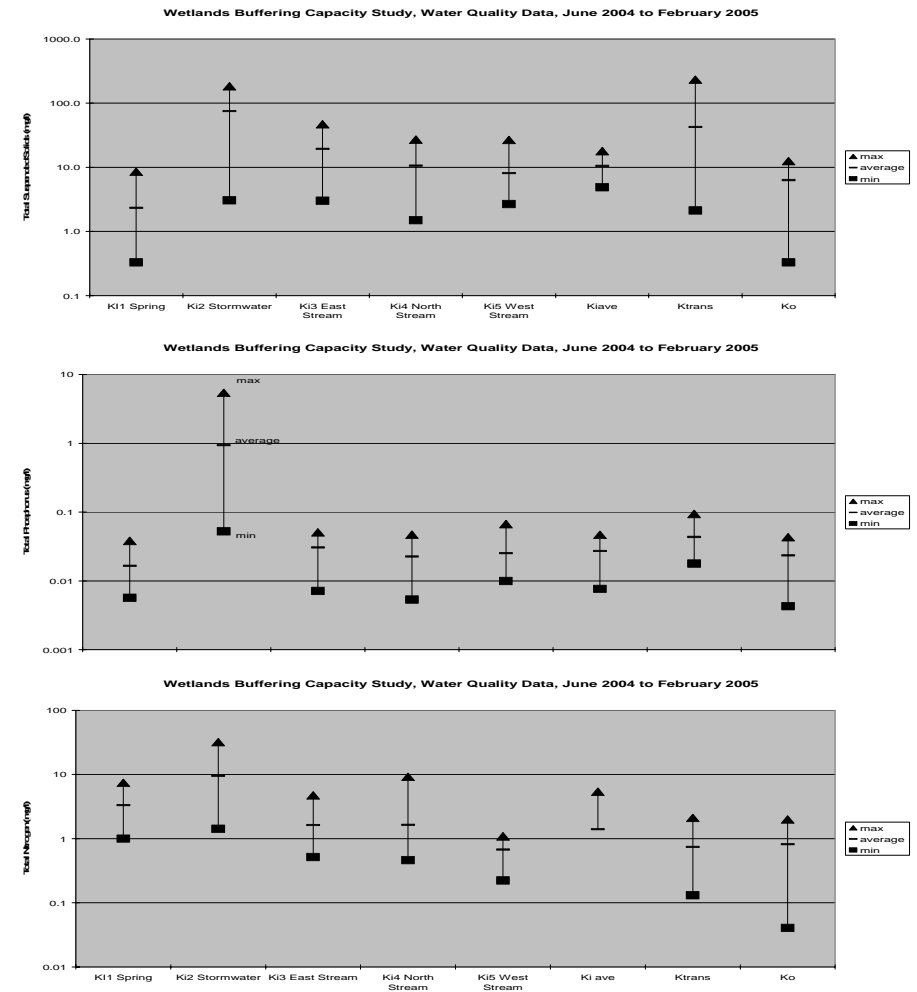 Wetlands Buffering Capacity Study, Water Quality Data, June 2004 to February 2005
1000.0
100.0
10.0
1.0
0.1
Total Suspended Solids (mg/l)
KI1 Spring
Ki2 Stormwater
Ki3 East
Stream
Ki4 North
Stream
Ki5 West
Stream
Kiave
Ktrans
Ko
max
average
min
Wetlands Buffering Capacity Study, Water Quality Data, June 2004 to February 2005
10
1
0.1
0.01
0.001
Total Phosphorus (mg/l)
max
average
min
max
average
min
Wetlands Buffering Capacity Study, Water Quality Data, June 2004 to February 2005
100
10
1
0.1
0.01
Total Nitrogen (mg/l)
KI1 Spring
Ki2 Stormwater
Ki3 East Stream
Ki4 North
Stream
Ki5 West
Stream
Ki ave
Ktrans
Ko
max
average
min